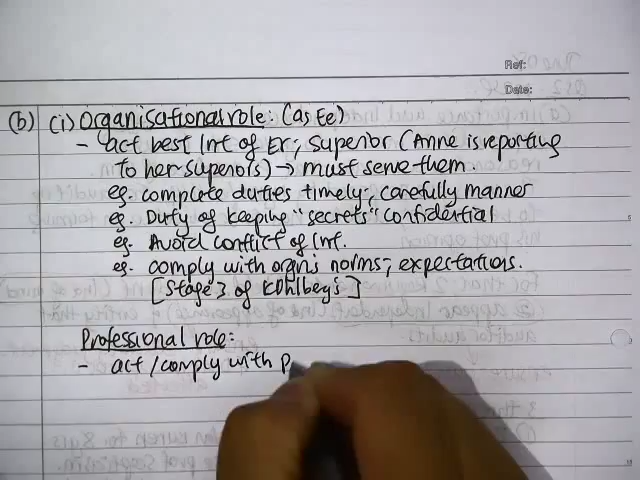 Ref:
Date:
(b) (i) Organisational role: (as Ee)
- act best Int of Er, Superior (Anne is reporting
to her superiors) → must serve them.
eg. complete duties timely, carefully manner
eg. Duty of keeping "secrets" confidential
eg. Avoid conflict of Int.
eg. comply with orgn's norms, expectations.
[Stage 3 of Kohlbey's]
Professional role:
- act/comply with p